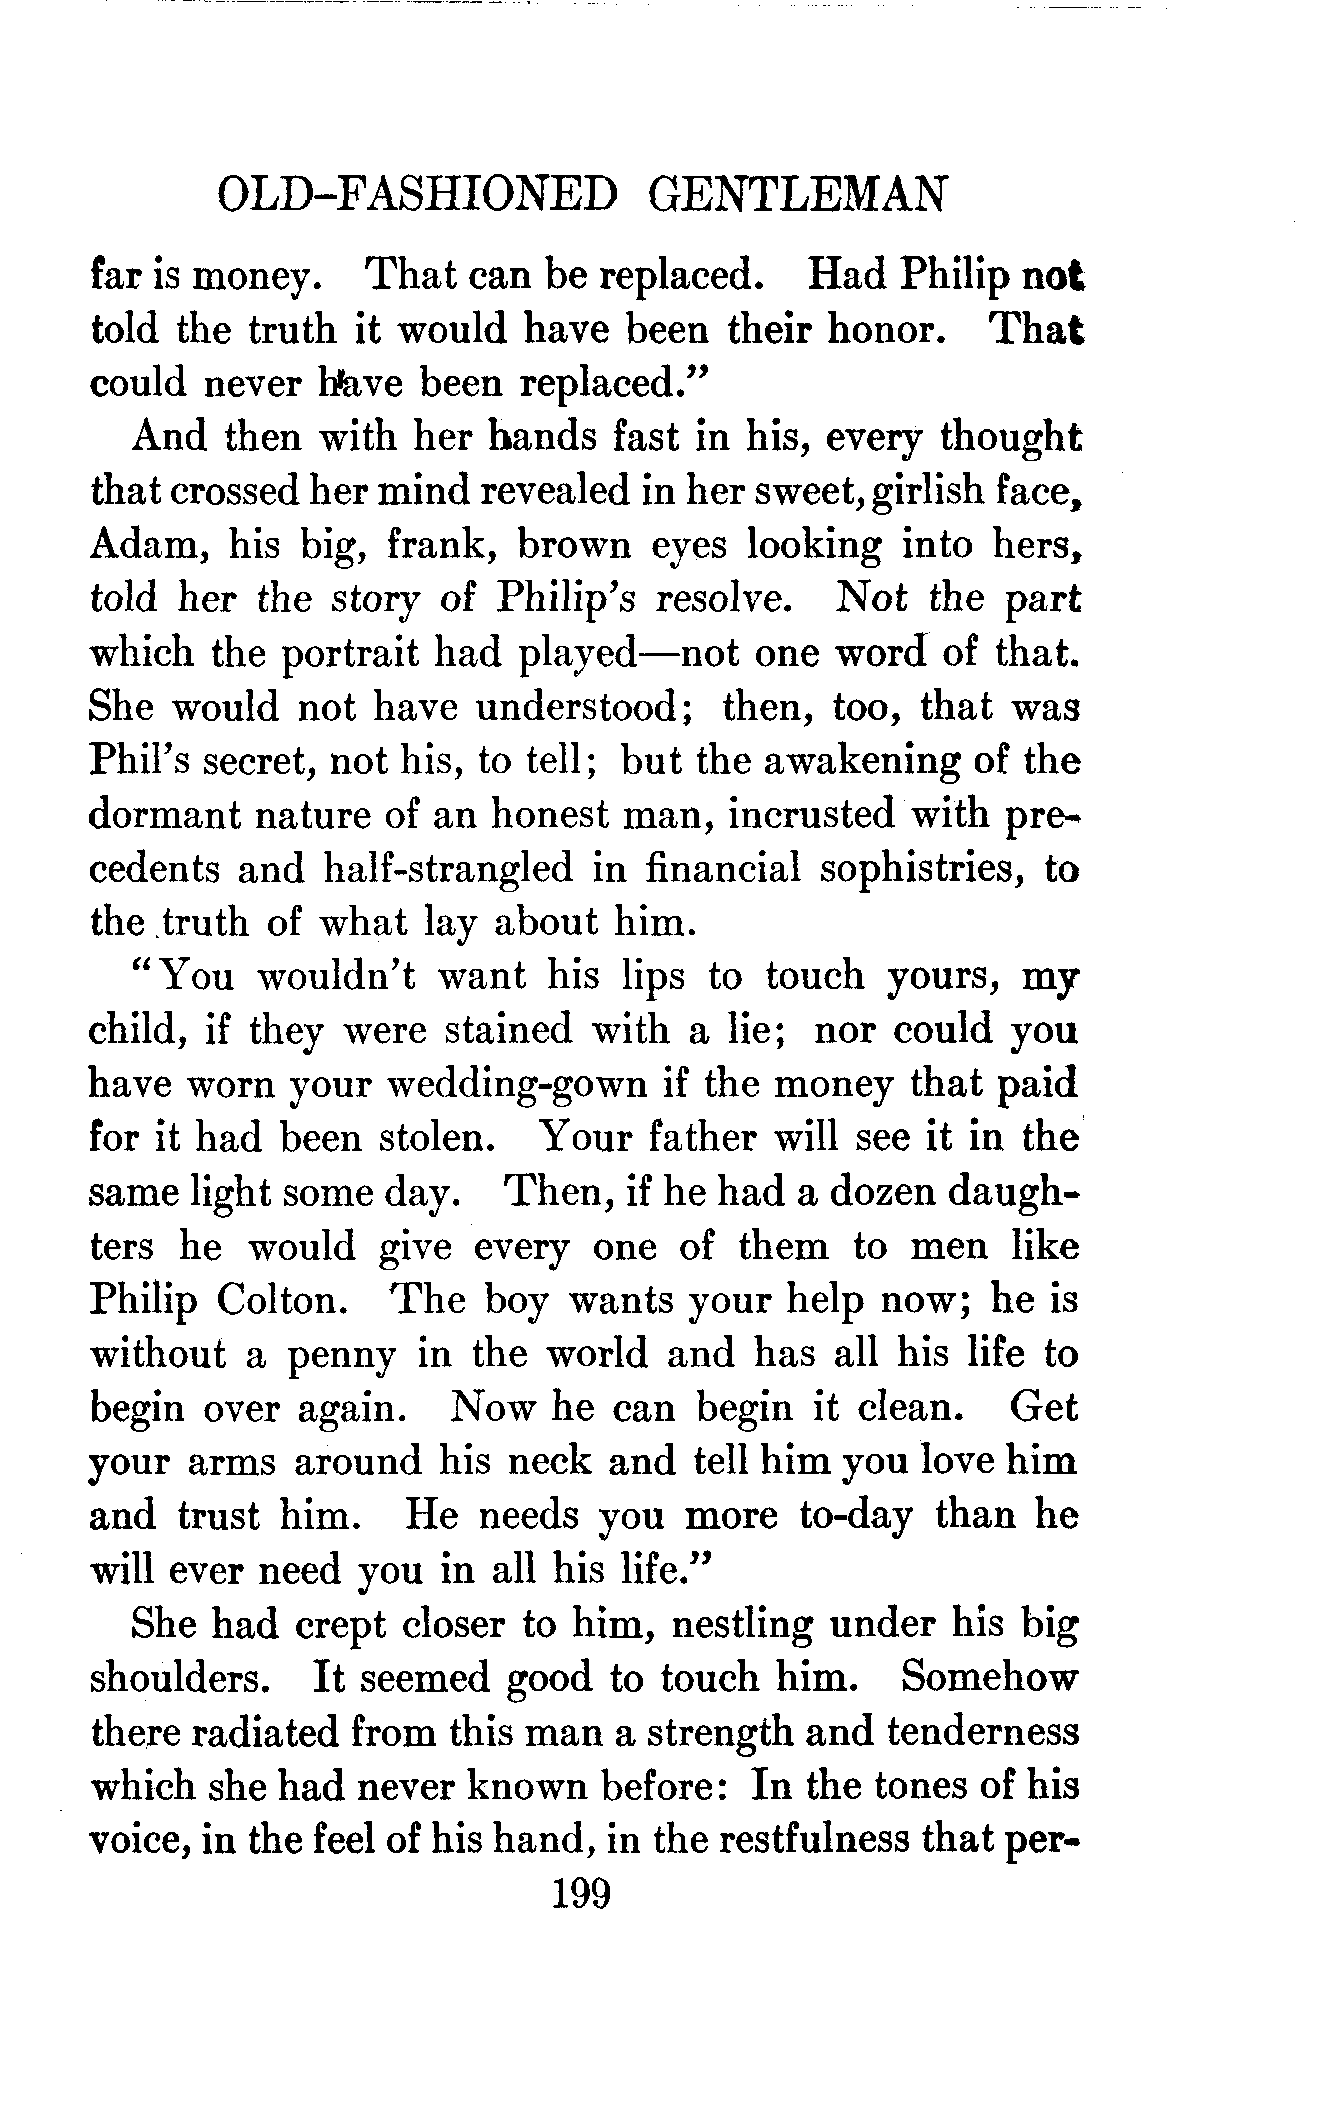 OLD-FASHIONED GENTLEMAN
far is money. That can be replaced. Had Philip not
told the truth it would have been their honor. That
could never have been replaced.”
And then with her hands fast in his, every thought
that crossed her mind revealed in her sweet, girlish face,
Adam, his big, frank, brown eyes looking into hers,
told her the story of Philip’s resolve. Not the part
which the portrait had played—not one word of that.
She would not have understood; then, too, that was
Phil’s secret, not his, to tell; but the awakening of the
dormant nature of an honest man, incrusted with pre-
cedents and half-strangled in financial sophistries, to
the truth of what lay about him.
“You wouldn’t want his lips to touch yours, my
child, if they were stained with a lie; nor could you
have worn your wedding-gown if the money that paid
for it had been stolen. Your father will see it in the
same light some day. Then, if he had a dozen daugh-
ters he would give every one of them to men like
Philip Colton. The boy wants your help now; he is
without a penny in the world and has all his life to
begin over again. Now he can begin it clean. Get
your arms around his neck and tell him you love him
and trust him. He needs you more to-day than he
will ever need you in all his life.”
She had crept closer to him, nestling under his big
shoulders. It seemed good to touch him. Somehow
there radiated from this man a strength and tenderness
which she had never known before: In the tones of his
voice, in the feel of his hand, in the restfulness that per-
199